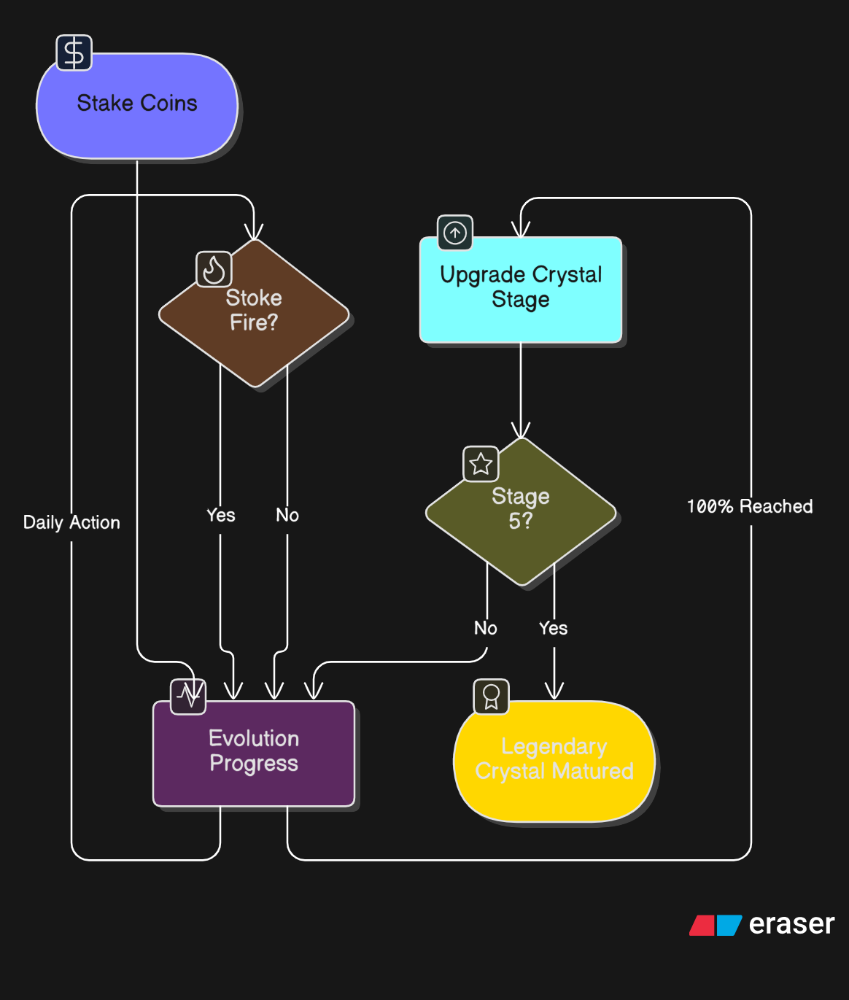 Stake Coins
Stoke
Fire?
Upgrade Crystal
Stage
Stage
5?
Daily Action
Yes
No
100% Reached
No
Yes
Evolution
Progress
Legendary
Crystal Matured
eraser